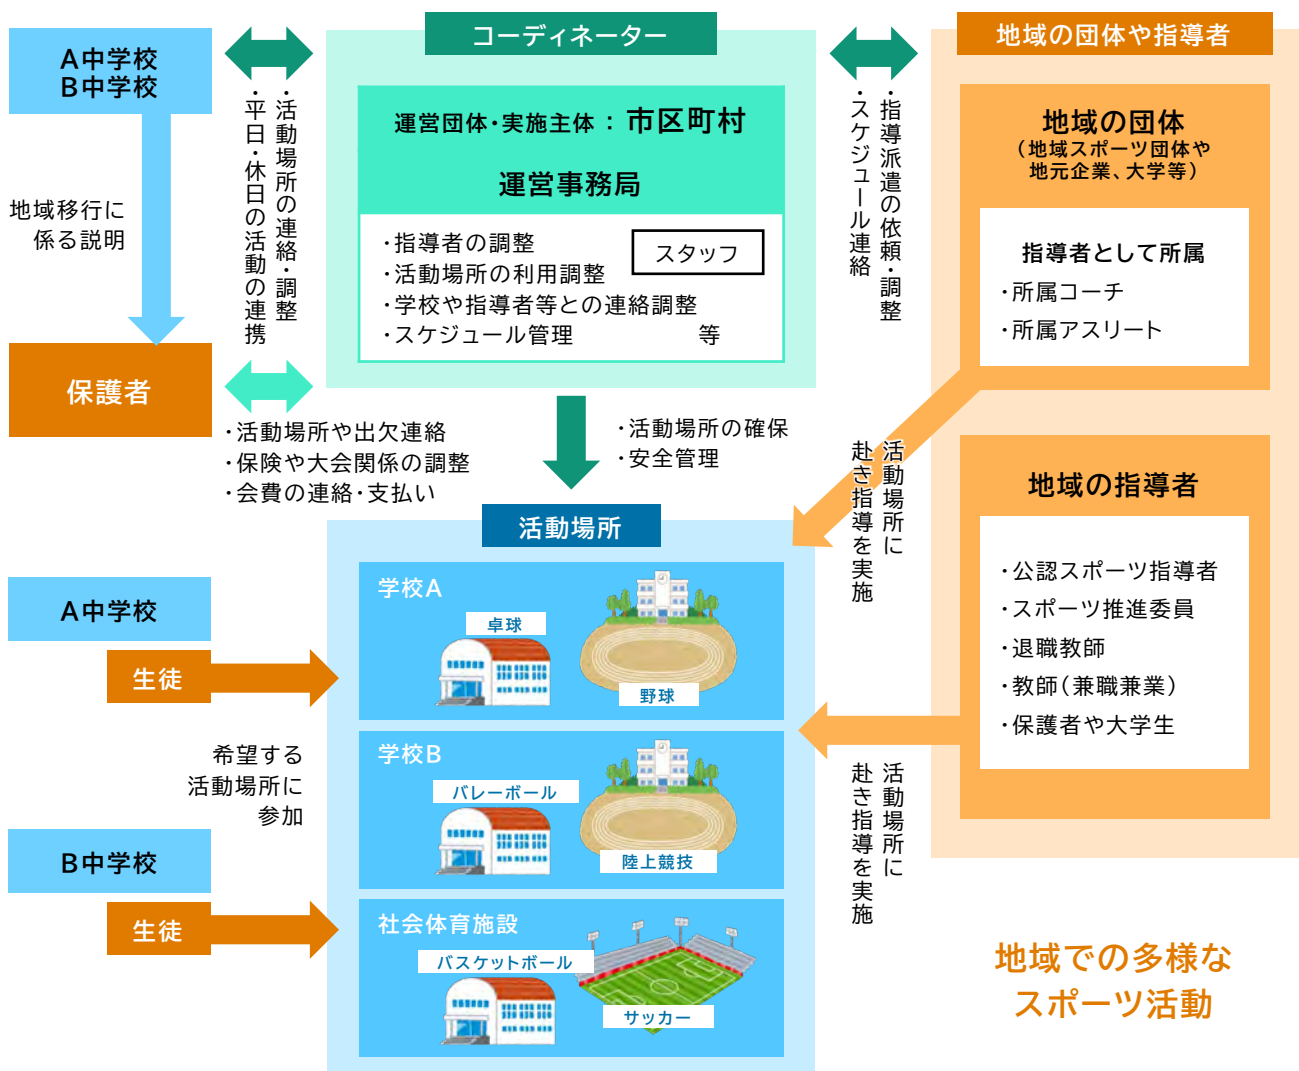 A中学校
B中学校
地域移行に
係る説明
保護者
・活動場所の連絡・調整
・平日・休日の活動の連携
・活動場所や出欠連絡
・保険や大会関係の調整
・会費の連絡・支払い
コーディネーター
運営団体・実施主体 : 市区町村
運営事務局
・指導者の調整
・活動場所の利用調整
・学校や指導者等との連絡調整
・スケジュール管理 等
スタッフ
・指導派遣の依頼・調整
・スケジュール連絡
・活動場所の確保
・安全管理
地域の団体や指導者
地域の団体
（地域スポーツ団体や
地元企業、大学等）
指導者として所属
・所属コーチ
・所属アスリート
活動場所に
赴き指導を実施
地域の指導者
・公認スポーツ指導者
・スポーツ推進委員
・退職教師
・教師（兼職兼業）
・保護者や大学生
活動場所に
赴き指導を実施
活動場所
学校A
卓球
野球
学校B
バレーボール
陸上競技
社会体育施設
バスケットボール
サッカー
A中学校
生徒
希望する
活動場所に
参加
B中学校
生徒
地域での多様な
スポーツ活動